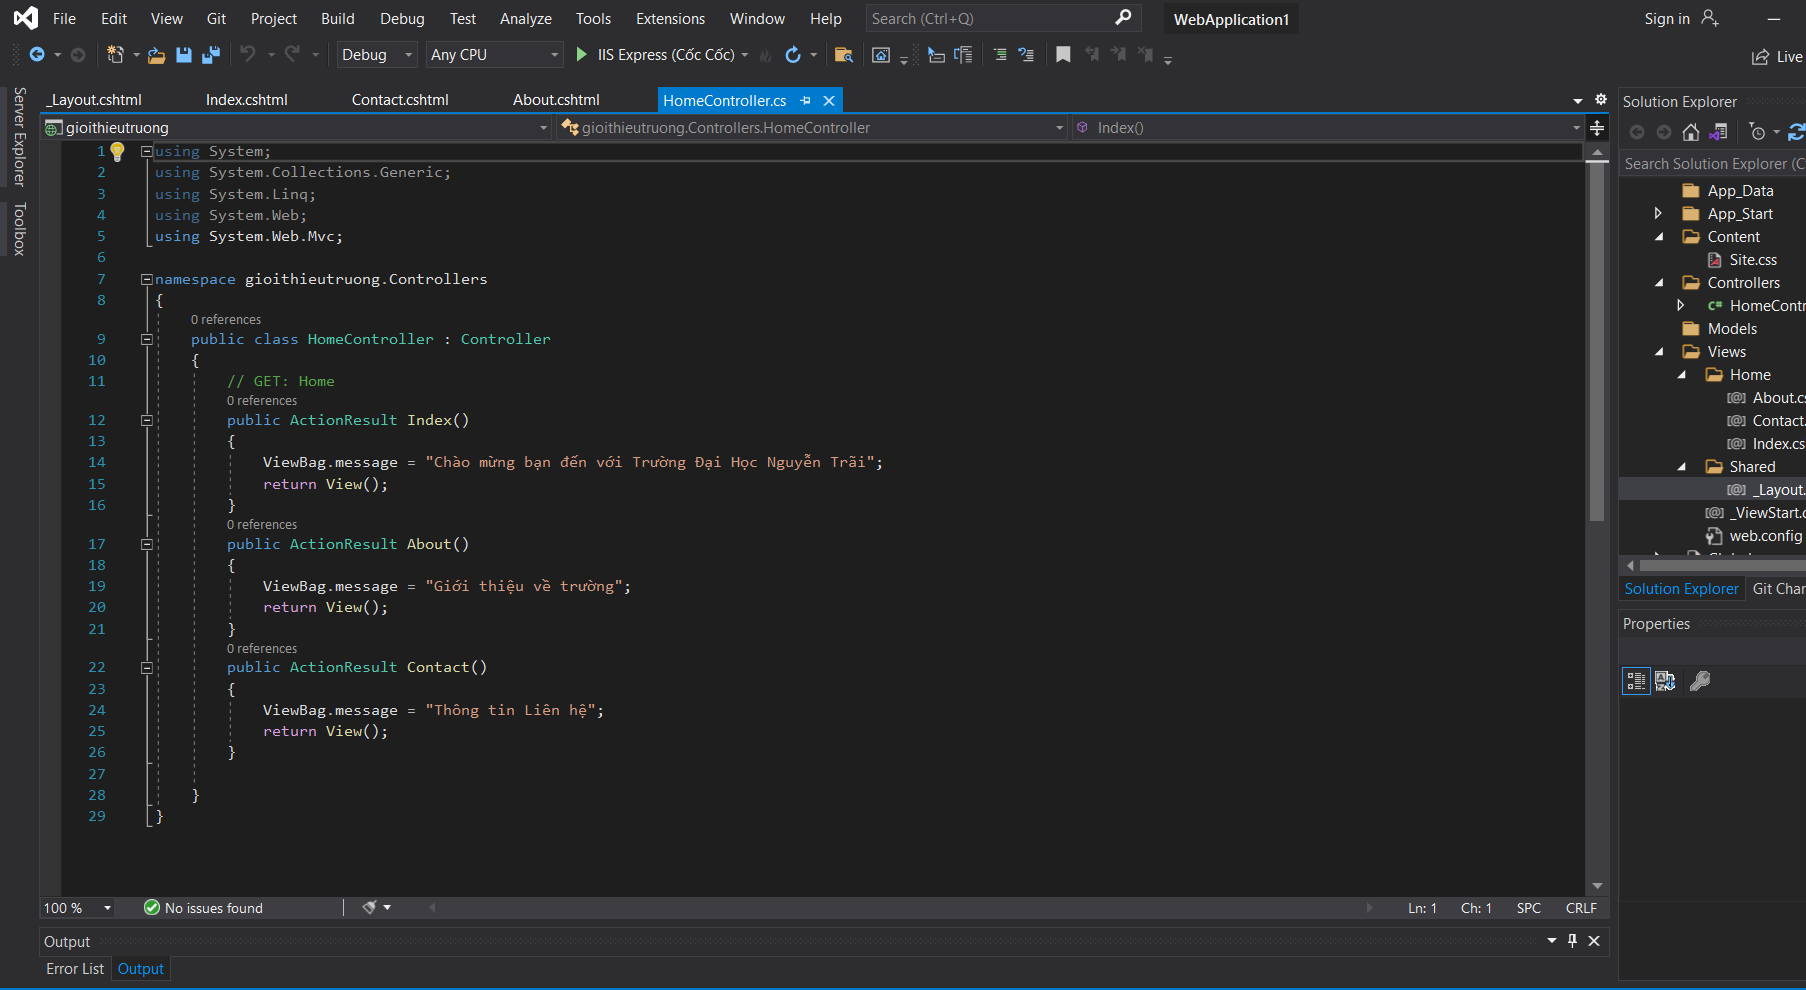 File Edit View Git Project Build Debug Test Analyze Tools Extensions Window Help Search (Ctrl+Q) WebApplication1 Sign in
Debug Any CPU IIS Express (Cốc Cốc) Live
Server Explorer
Toolbox
_Layout.cshtml Index.cshtml Contact.cshtml About.cshtml HomeController.cs
gioithieutruong gioithieutruong.Controllers.HomeController Index()
1 using System;
2 using System.Collections.Generic;
3 using System.Linq;
4 using System.Web;
5 using System.Web.Mvc;
6
7 namespace gioithieutruong.Controllers
8 {
0 references
9 public class HomeController : Controller
10 {
11 // GET: Home
0 references
12 public ActionResult Index()
13 {
14 ViewBag.message = "Chào mừng bạn đến với Trường Đại Học Nguyễn Trãi";
15 return View();
16 }
0 references
17 public ActionResult About()
18 {
19 ViewBag.message = "Giới thiệu về trường";
20 return View();
21 }
0 references
22 public ActionResult Contact()
23 {
24 ViewBag.message = "Thông tin Liên hệ";
25 return View();
26 }
27
28 }
29 }
100 % No issues found Ln: 1 Ch: 1 SPC CRLF
Output
Error List Output
Solution Explorer
Search Solution Explorer (C
App_Data
App_Start
Content
Site.css
Controllers
C# HomeContr
Models
Views
Home
About.cs
Contact.
Index.cs
Shared
_Layout.
_ViewStart.c
web.config
Solution Explorer Git Char
Properties